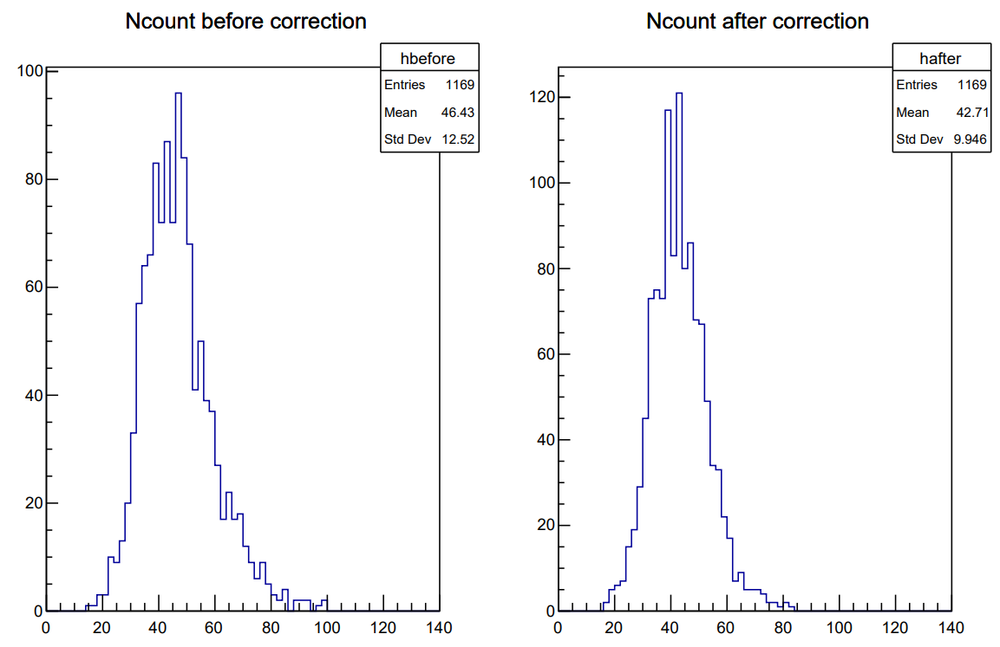 Ncount before correction
hbefore
Entries 1169
Mean 46.43
Std Dev 12.52
100
80
60
40
20
0
0 20 40 60 80 100 120 140
Ncount after correction
hafter
Entries 1169
Mean 42.71
Std Dev 9.946
120
100
80
60
40
20
0
0 20 40 60 80 100 120 140